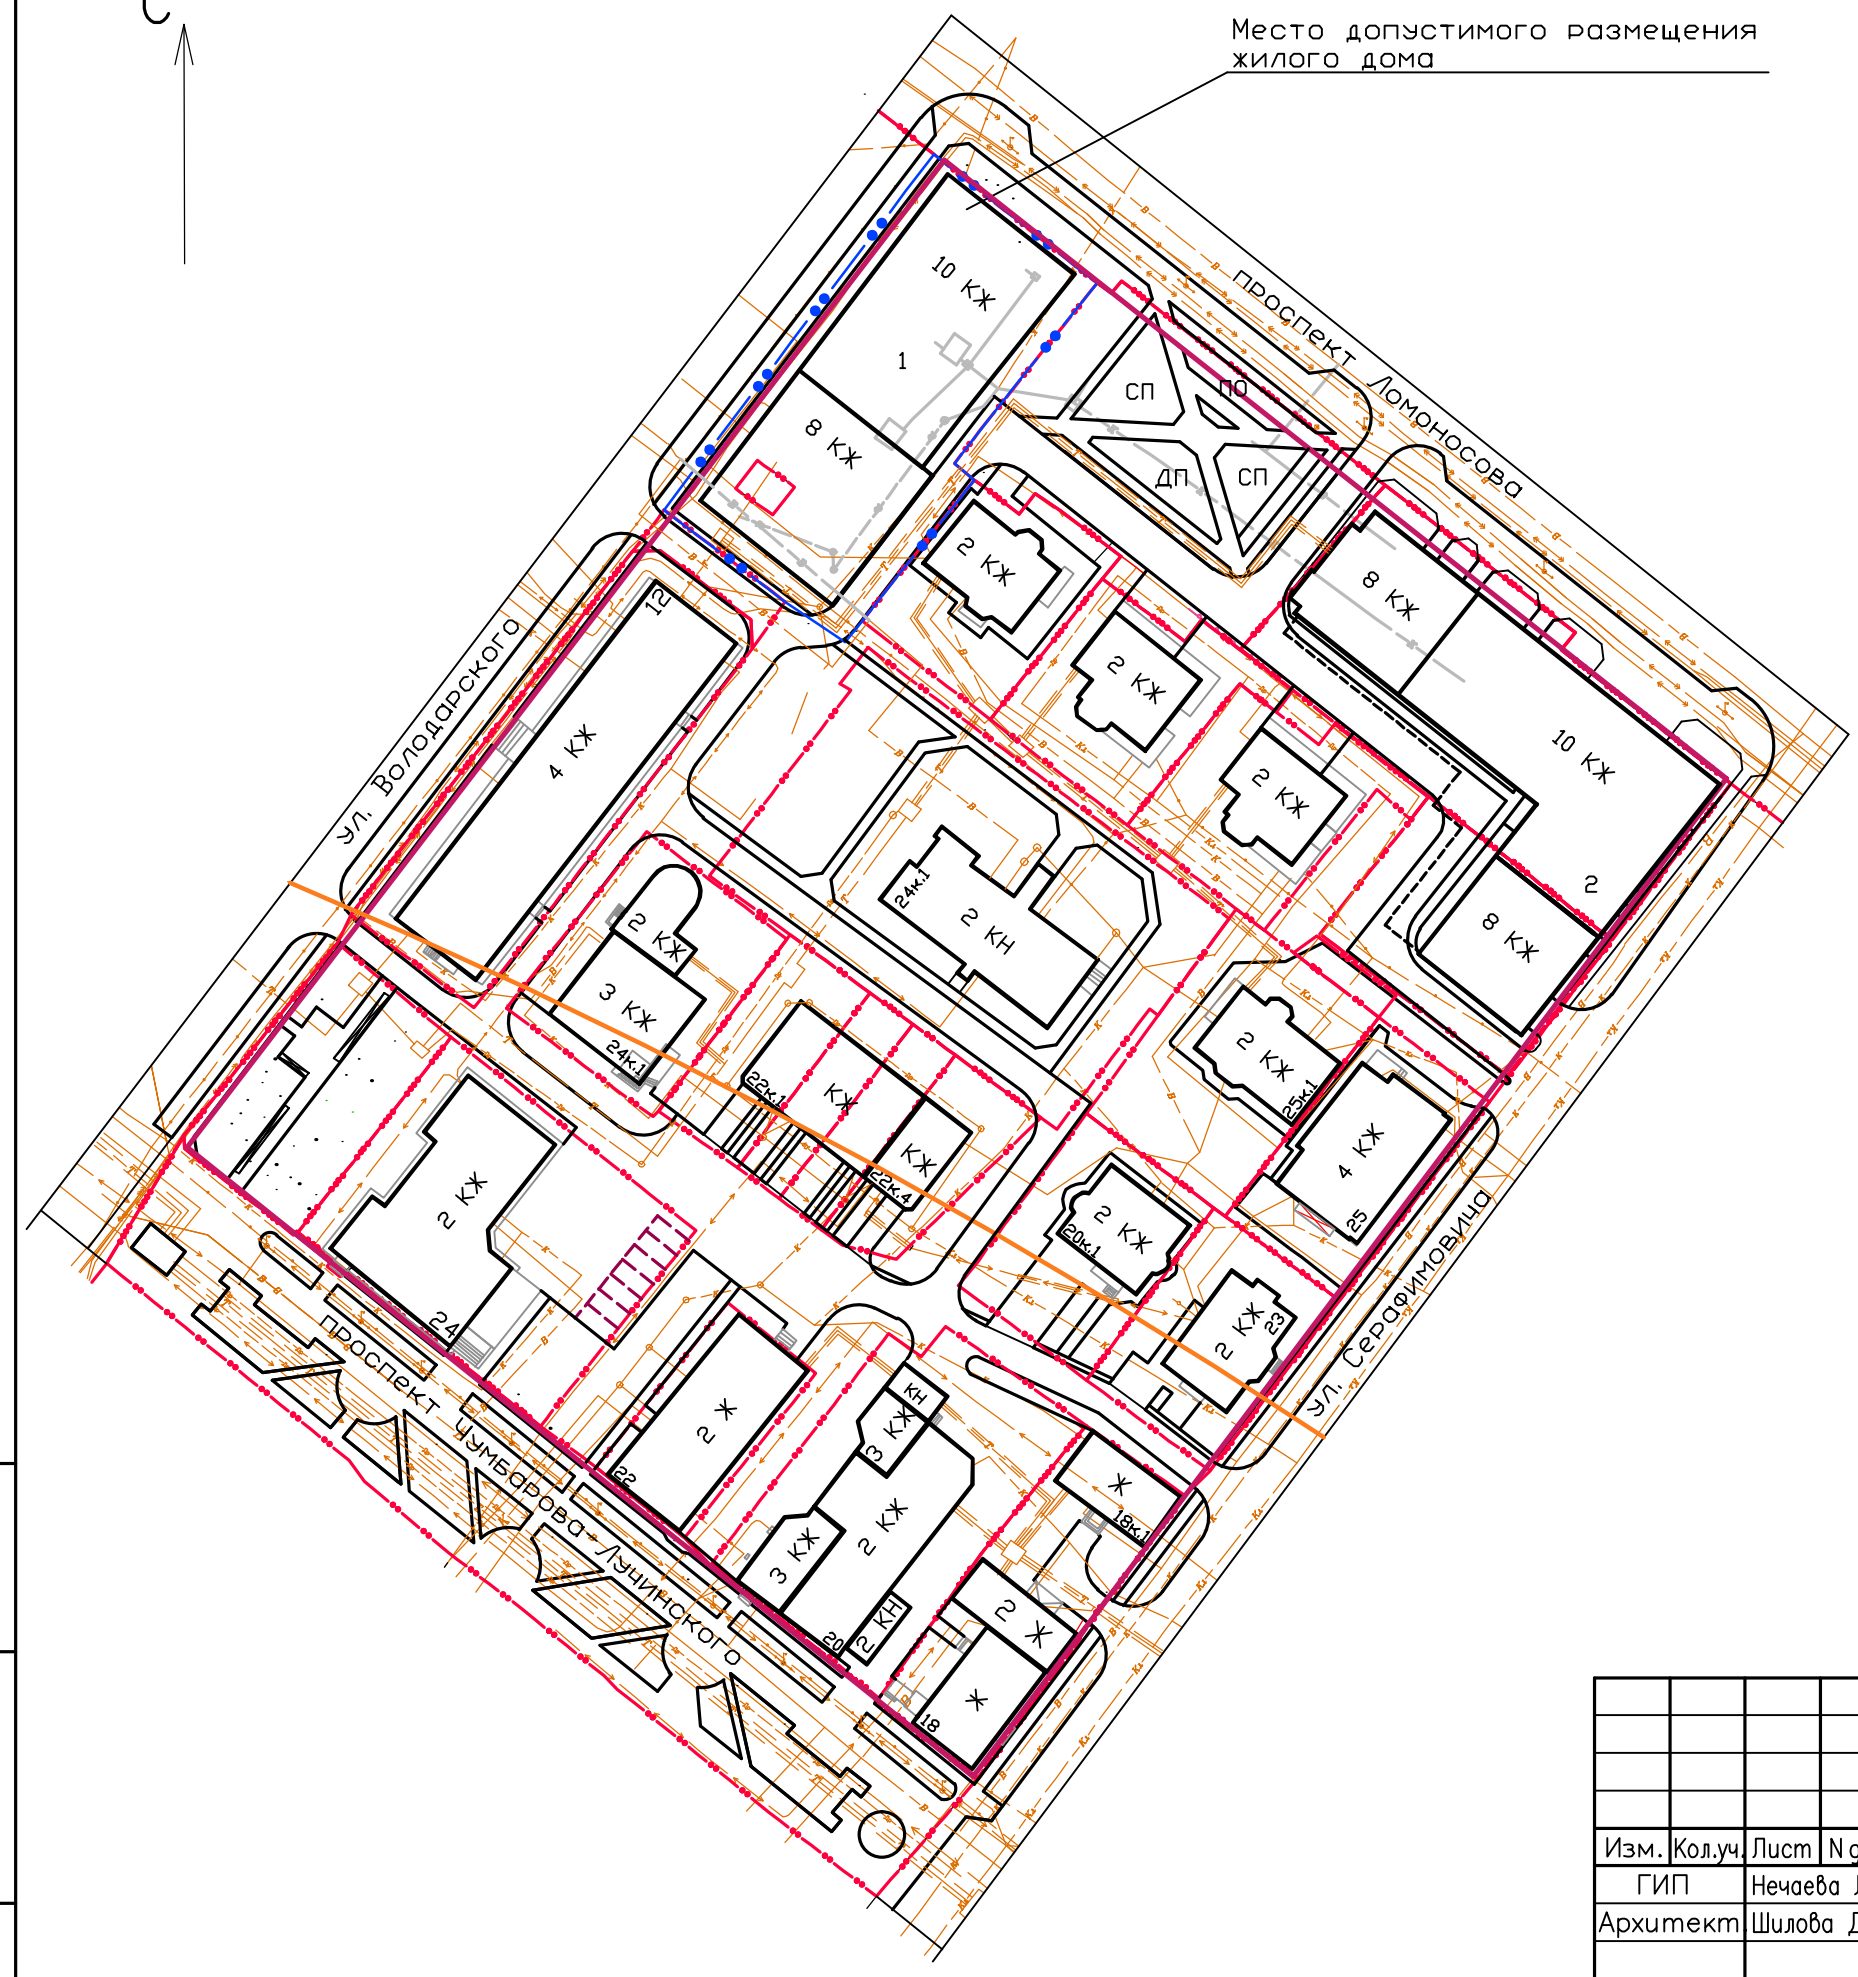 С
Место допустимого размещения
жилого дома
проспект Ломоносова
10 КЖ
1
8 КЖ
СП
ПО
ДП
СП
2 КЖ
8 КЖ
12
2 КЖ
ул. Володарского
4 КЖ
2 КЖ
10 КЖ
24к.1
2 КН
2
8 КЖ
2 КЖ
3 КЖ
24к.1
22к.1
КЖ
2 КЖ
25к.1
КЖ
22к.4
4 КЖ
25
2 КЖ
2 КЖ
20к.1
24
2 КЖ
23
ул. Серафимовича
проспект Чумбарова-Лучинского
2 Ж
22
КН
3 КЖ
2 КЖ
3 КЖ
Ж
18к.1
2 КН
20
2 Ж
Ж
18
Изм. Кол.уч. Лист N
ГИП Нечаева
Архитект. Шилова